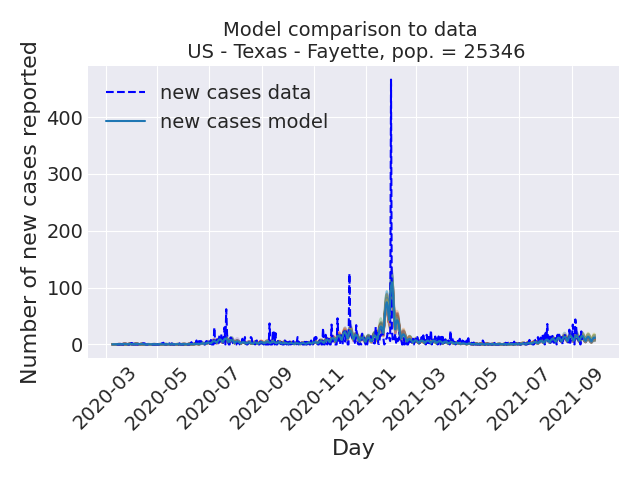 Model comparison to data
US - Texas - Fayette, pop. = 25346
new cases data
new cases model
Number of new cases reported
400
300
200
100
0
2020-03
2020-05
2020-07
2020-09
2020-11
2021-01
2021-03
2021-05
2021-07
2021-09
Day